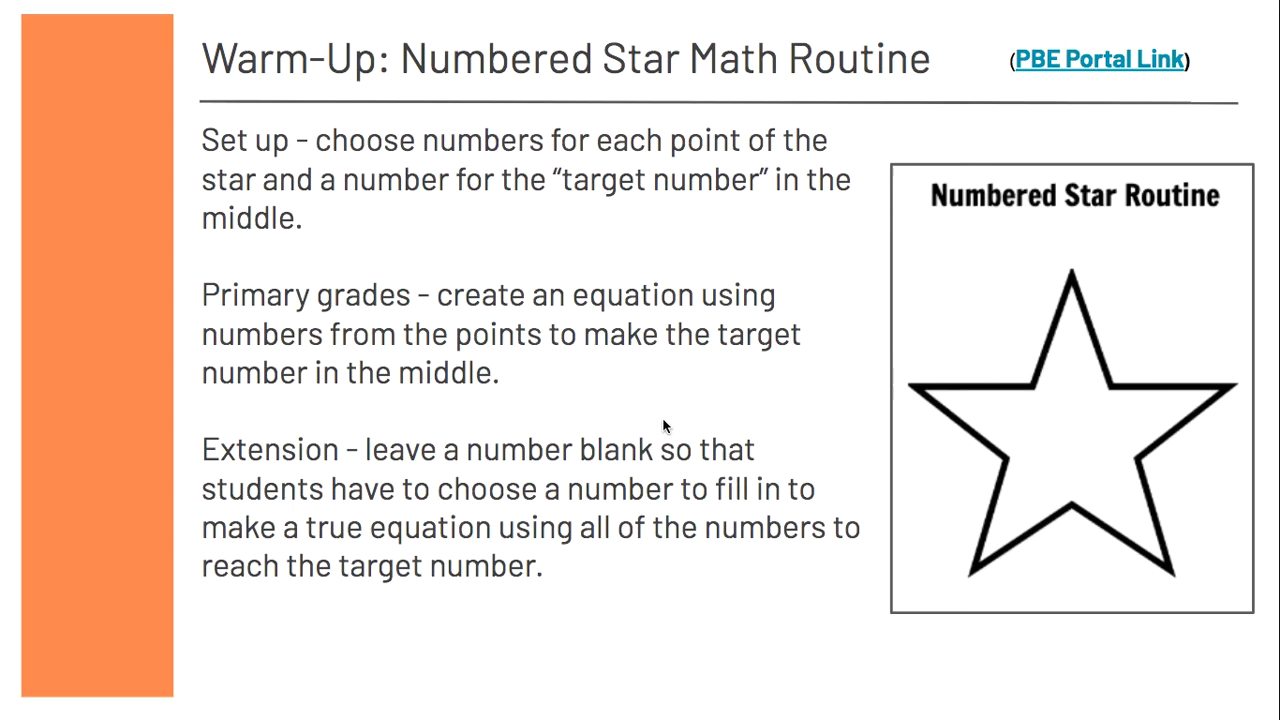 Warm-Up: Numbered Star Math Routine
(PBE Portal Link)
Set up - choose numbers for each point of the
star and a number for the “target number” in the
middle.
Primary grades - create an equation using
numbers from the points to make the target
number in the middle.
Extension - leave a number blank so that
students have to choose a number to fill in to
make a true equation using all of the numbers to
reach the target number.
Numbered Star Routine